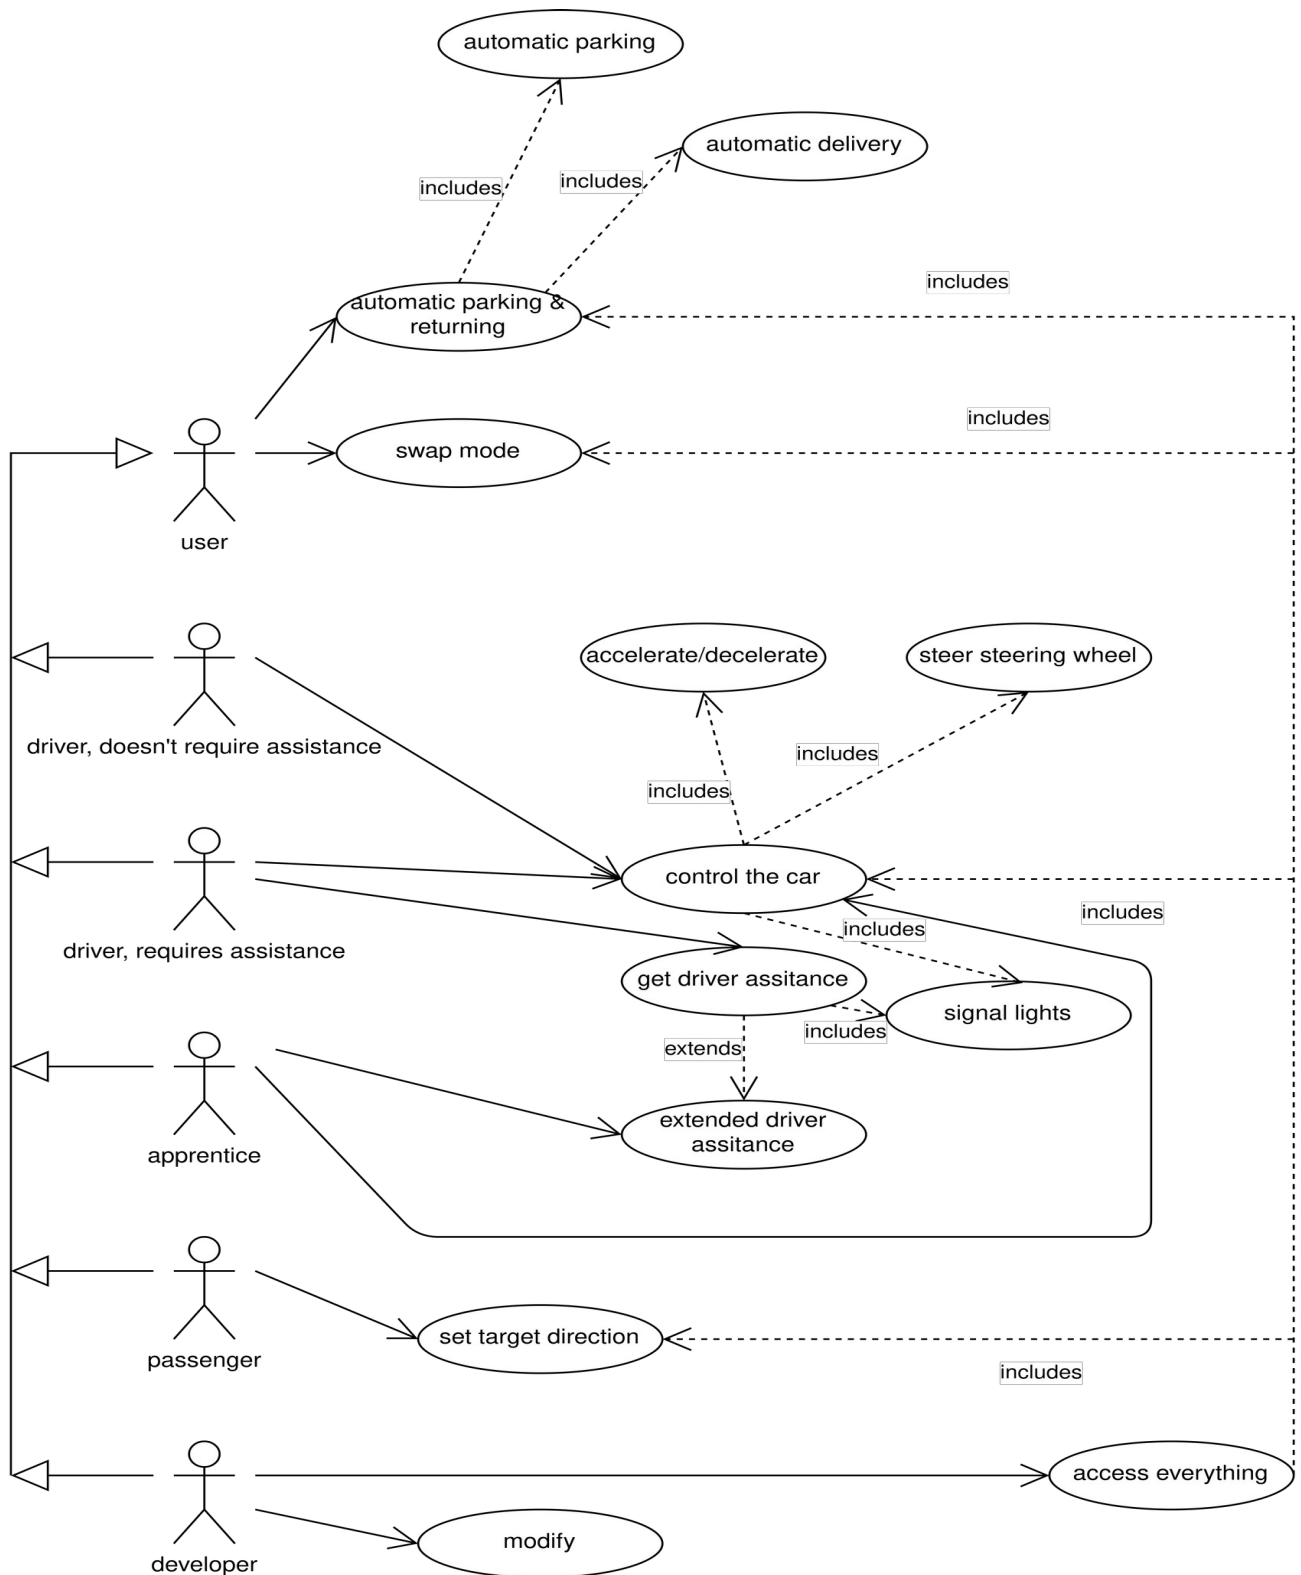 automatic parking
automatic delivery
includes
includes
includes
automatic parking &
returning
includes
swap mode
user
accelerate/decelerate
steer steering wheel
driver, doesn't require assistance
includes
includes
control the car
includes
includes
driver, requires assistance
get driver assitance
signal lights
includes
extends
extended driver
assitance
apprentice
set target direction
passenger
includes
access everything
modify
developer